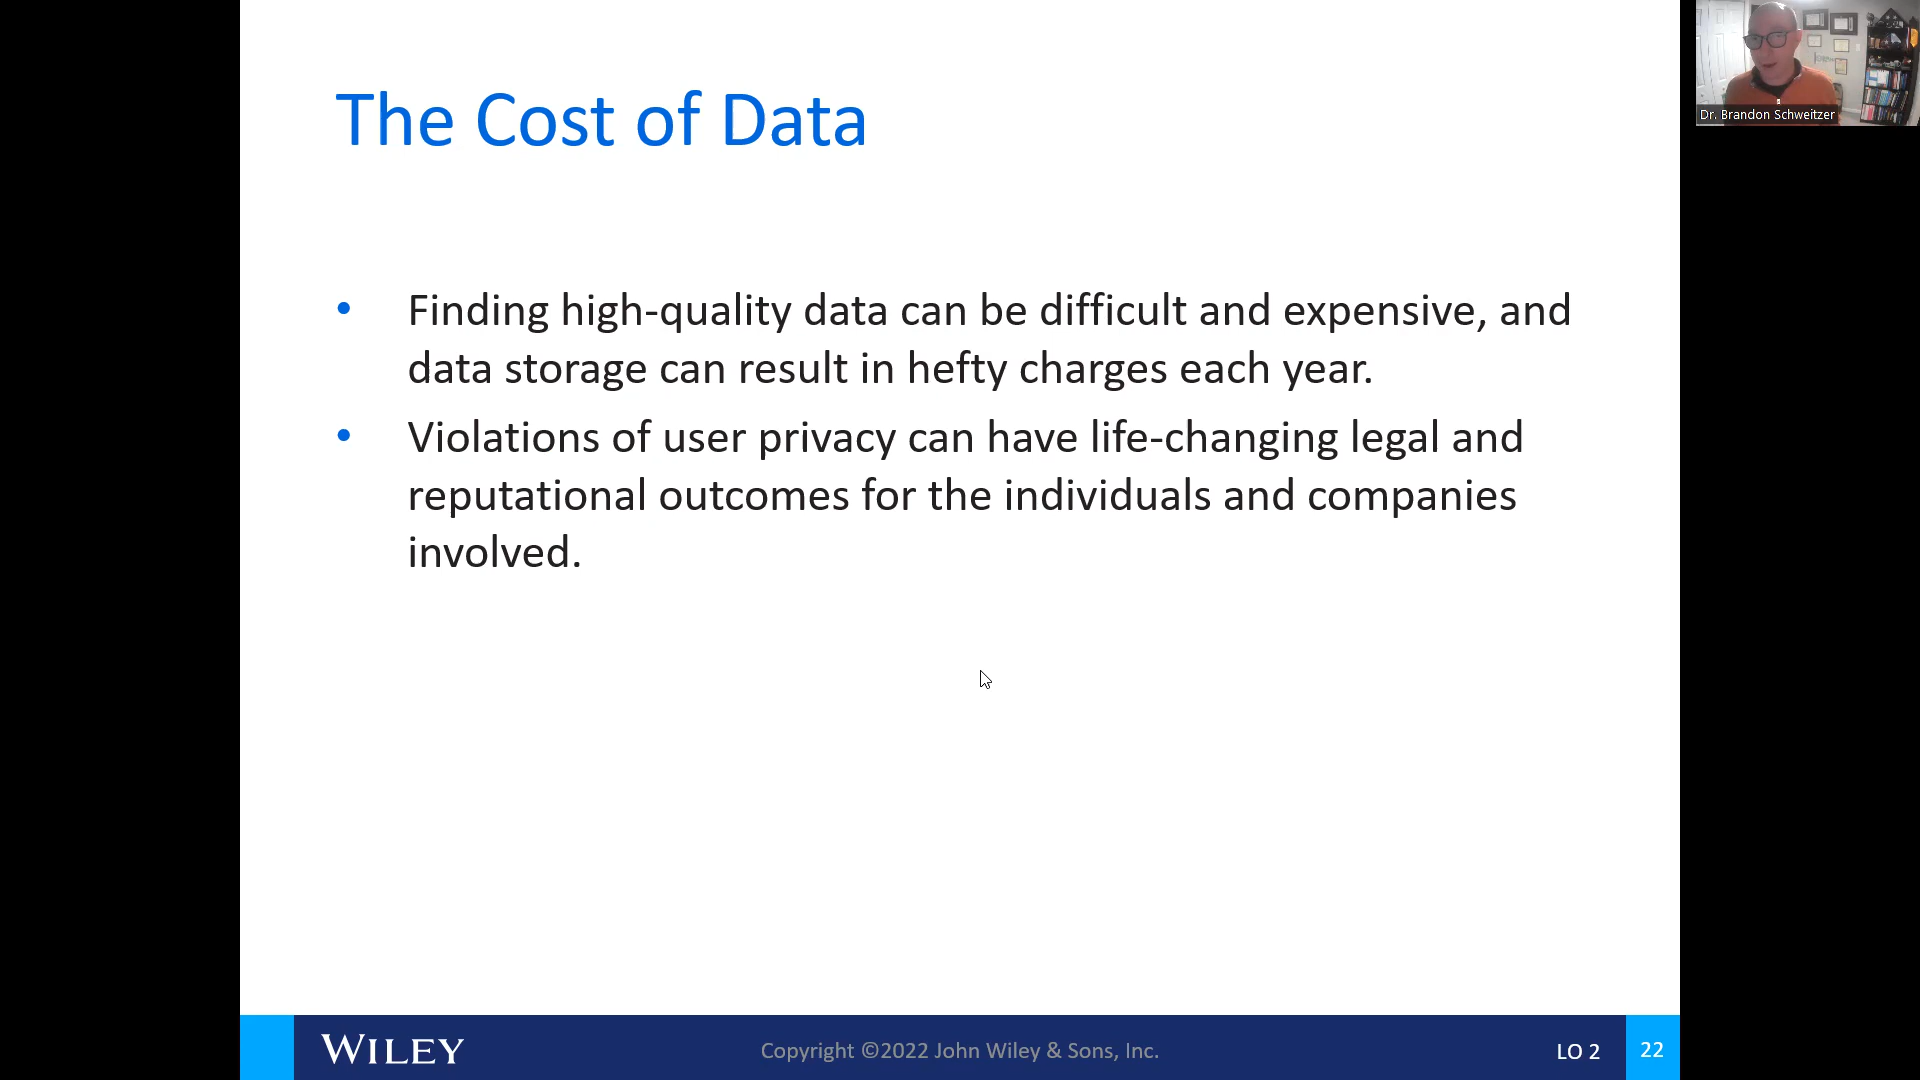 The Cost of Data
Dr. Brandon Schweitzer
• Finding high-quality data can be difficult and expensive, and
data storage can result in hefty charges each year.
• Violations of user privacy can have life-changing legal and
reputational outcomes for the individuals and companies
involved.
WILEY
Copyright ©2022 John Wiley & Sons, Inc.
LO 2
22